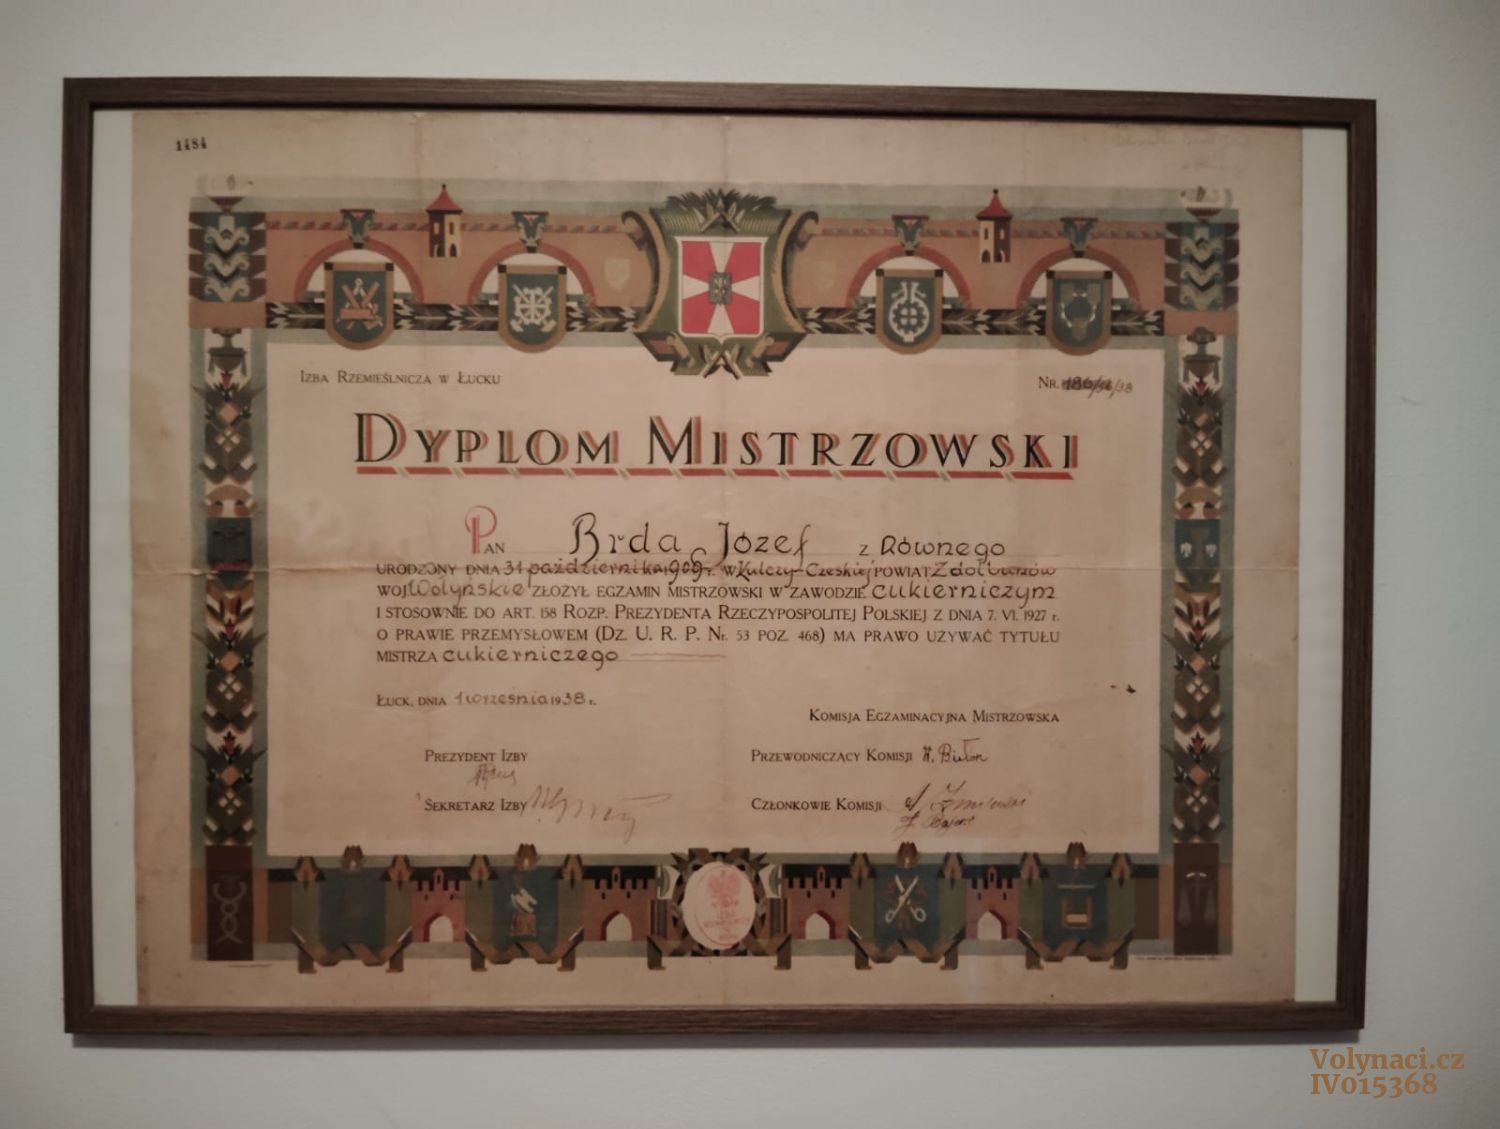 1484
Izba Rzemieślnicza w Łucku
Nr. 186/36/38
Dyplom Mistrzowski
Pan Brda Józef z Równego
urodzony dnia 31 października 1909 r. w Kulczy-Czeskiej powiat Zdołbunów
woj. Wołyńskie złożył egzamin mistrzowski w zawodzie cukierniczym
i stosownie do art. 158 Rozp. Prezydenta Rzeczypospolitej Polskiej z dnia 7. VI. 1927 r.
o prawie przemysłowem (Dz. U. R. P. Nr. 53 poz. 468) ma prawo używać tytułu
mistrza cukierniczego
Łuck, dnia 1 września 1938 r.
Komisja Egzaminacyjna Mistrzowska
Prezydent Izby
Przewodniczący Komisji
Sekretarz Izby
Członkowie Komisji
Volynaci.cz
IV015368